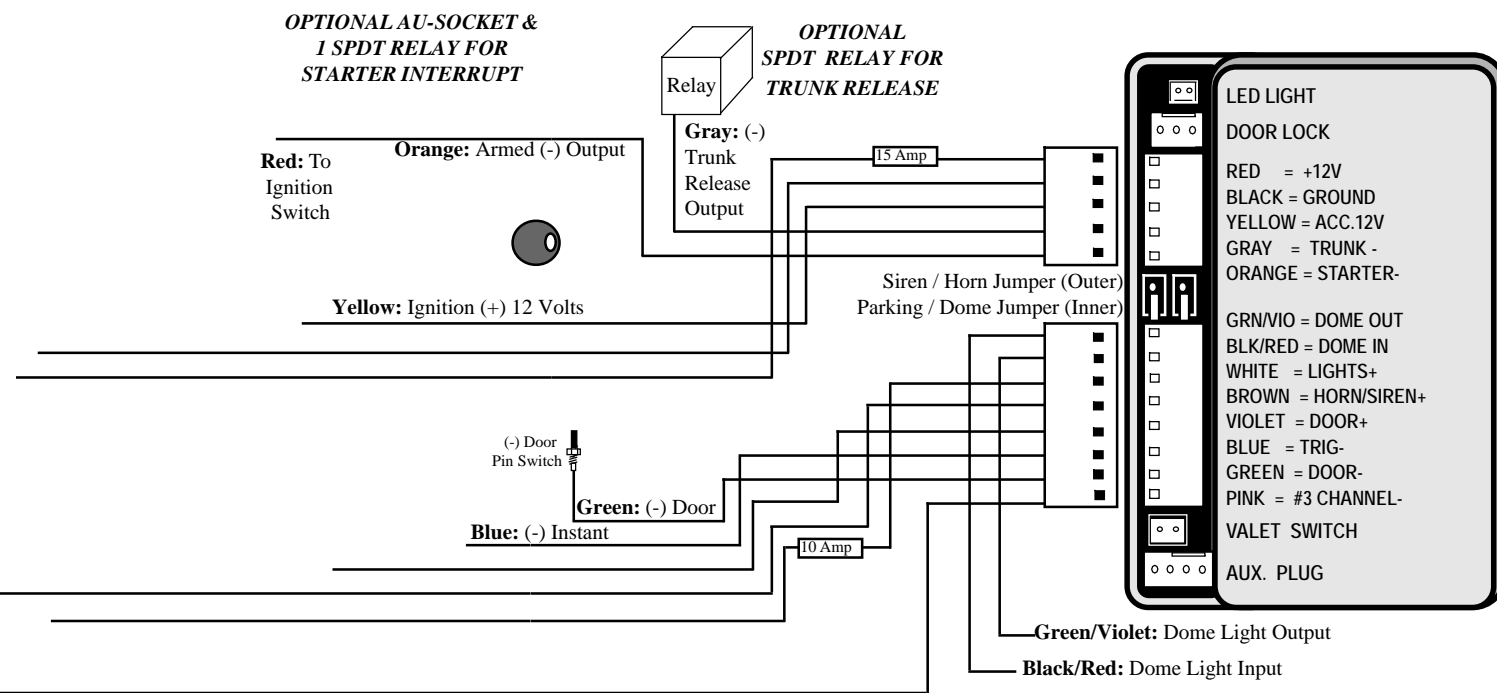 OPTIONAL AU-SOCKET &
1 SPDT RELAY FOR
STARTER INTERRUPT
OPTIONAL
SPDT RELAY FOR
TRUNK RELEASE
Relay
Gray: (-)
Trunk
Release
Output
Orange: Armed (-) Output
Red: To
Ignition
Switch
15 Amp
Yellow: Ignition (+) 12 Volts
Siren / Horn Jumper (Outer)
Parking / Dome Jumper (Inner)
(-) Door
Pin Switch
Green: (-) Door
Blue: (-) Instant
10 Amp
Green/Violet: Dome Light Output
Black/Red: Dome Light Input
LED LIGHT
DOOR LOCK
RED = +12V
BLACK = GROUND
YELLOW = ACC.12V
GRAY = TRUNK -
ORANGE = STARTER-
GRN/VIO = DOME OUT
BLK/RED = DOME IN
WHITE = LIGHTS+
BROWN = HORN/SIREN+
VIOLET = DOOR+
BLUE = TRIG-
GREEN = DOOR-
PINK = #3 CHANNEL-
VALET SWITCH
AUX. PLUG